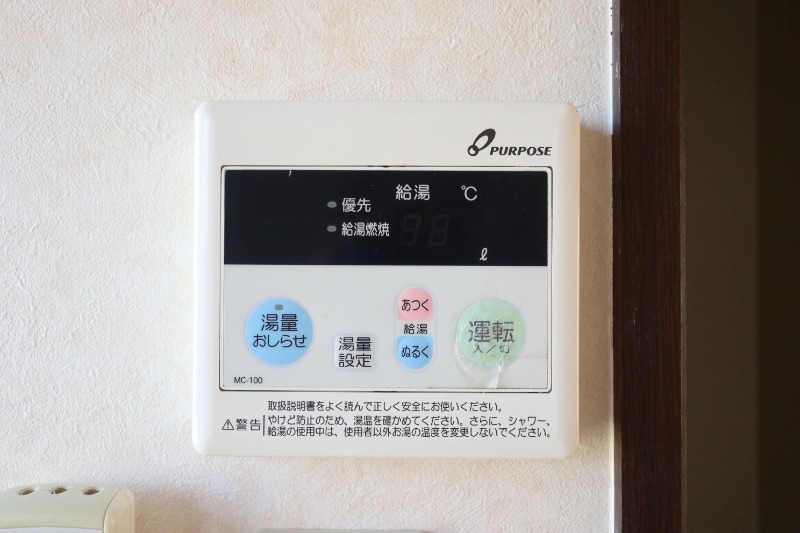 PURPOSE
給湯 ℃
優先
給湯燃焼
ℓ
湯量
おしらせ
湯量
設定
あつく
給湯
ぬるく
運転
入/切
MC-100
取扱説明書をよく読んで正しく安全にお使いください。
⚠警告 やけど防止のため、湯温を確かめてください。さらに、シャワー、
給湯の使用中は、使用者以外お湯の温度を変更しないでください。